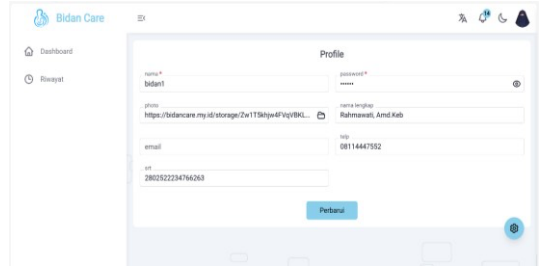 Bidan Care
14
Dashboard
Riwayat
Profile
nama *
bidan1
password *
••••••
photo
https://bidancare.my.id/storage/Zw1T5khjw4FVqVBKL...
nama lengkap
Rahmawati, Amd.Keb
email
telp
08114447552
Perbarui
2802522234766263